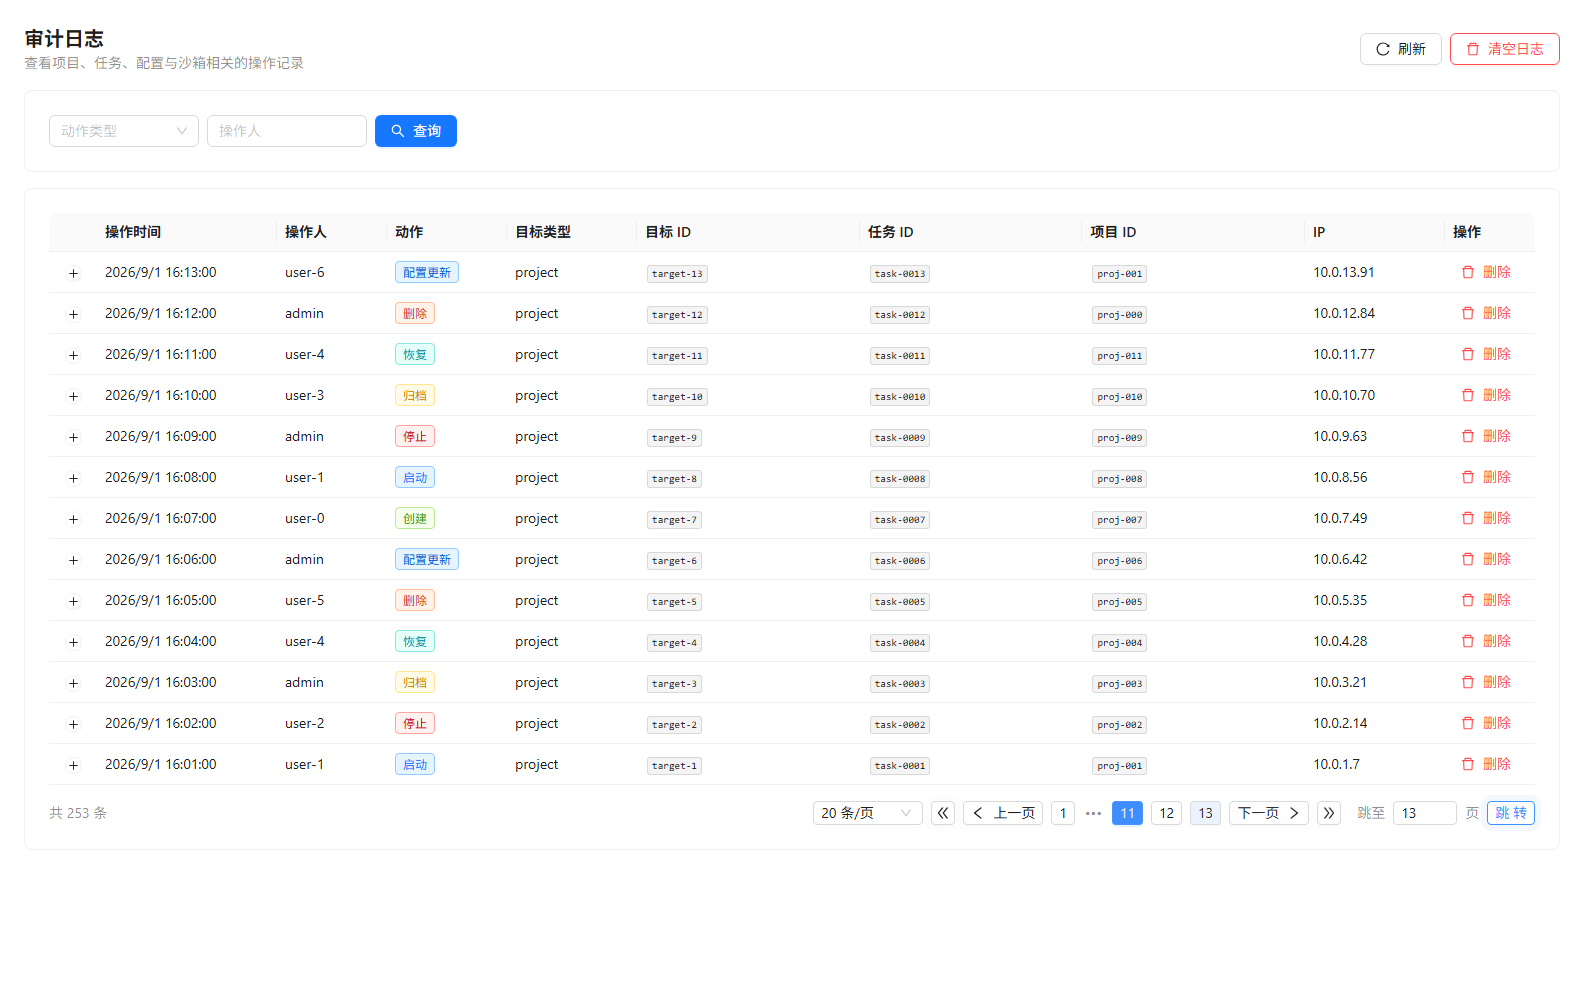 审计日志
查看项目、任务、配置与沙箱相关的操作记录
刷新 清空日志
动作类型 操作人 查询
操作时间 操作人 动作 目标类型 目标 ID 任务 ID 项目 ID IP 操作
2026/9/1 16:13:00 user-6 配置更新 project target-13 task-0013 proj-001 10.0.13.91 删除
2026/9/1 16:12:00 admin 删除 project target-12 task-0012 proj-000 10.0.12.84 删除
2026/9/1 16:11:00 user-4 恢复 project target-11 task-0011 proj-011 10.0.11.77 删除
2026/9/1 16:10:00 user-3 归档 project target-10 task-0010 proj-010 10.0.10.70 删除
2026/9/1 16:09:00 admin 停止 project target-9 task-0009 proj-009 10.0.9.63 删除
2026/9/1 16:08:00 user-1 启动 project target-8 task-0008 proj-008 10.0.8.56 删除
2026/9/1 16:07:00 user-0 创建 project target-7 task-0007 proj-007 10.0.7.49 删除
2026/9/1 16:06:00 admin 配置更新 project target-6 task-0006 proj-006 10.0.6.42 删除
2026/9/1 16:05:00 user-5 删除 project target-5 task-0005 proj-005 10.0.5.35 删除
2026/9/1 16:04:00 user-4 恢复 project target-4 task-0004 proj-004 10.0.4.28 删除
2026/9/1 16:03:00 admin 归档 project target-3 task-0003 proj-003 10.0.3.21 删除
2026/9/1 16:02:00 user-2 停止 project target-2 task-0002 proj-002 10.0.2.14 删除
2026/9/1 16:01:00 user-1 启动 project target-1 task-0001 proj-001 10.0.1.7 删除
共 253 条 20 条/页 上一页 1 ••• 11 12 13 下一页 跳至 13 页 跳 转